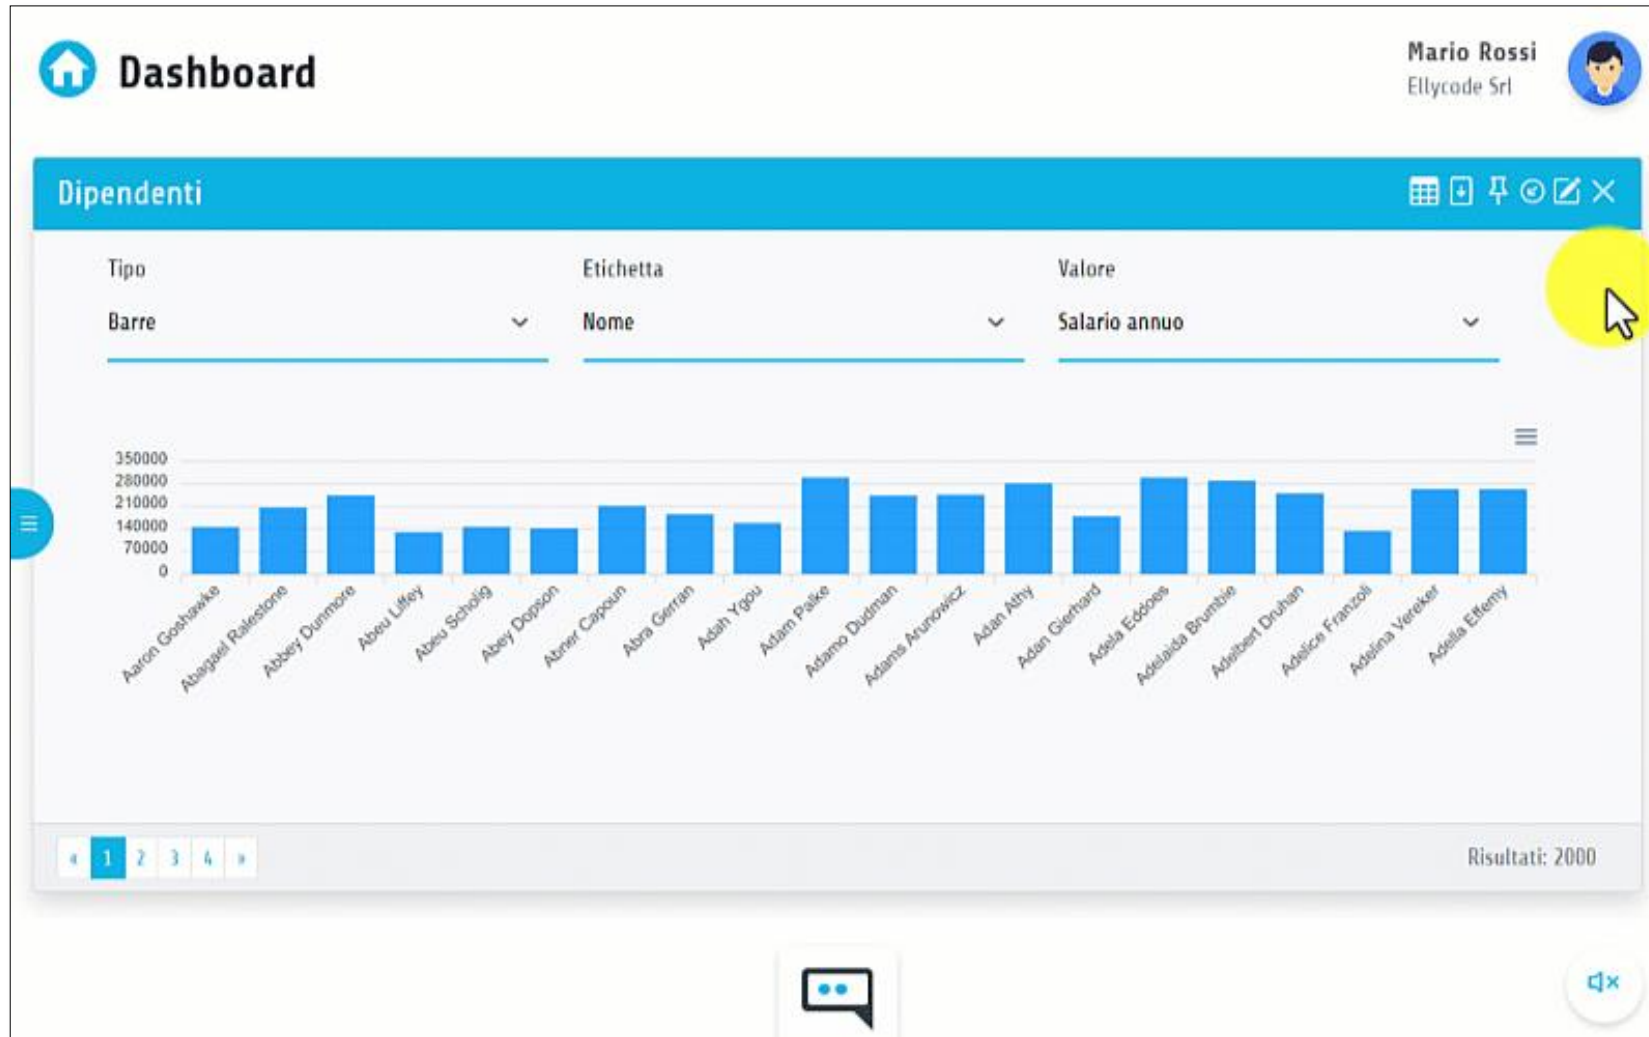 Dashboard
Mario Rossi
Ellycode Srl
Dipendenti
Tipo
Etichetta
Valore
Barre
Nome
Salario annuo
350000
280000
210000
140000
70000
0
Aaron Goshawke
Abagael Ralestone
Abbey Dunmore
Abeu Liffey
Abeu Scholig
Abey Dopson
Abner Capoun
Abra Gerran
Adah Ygou
Adam Palke
Adamo Dudman
Adams Arunowicz
Adan Athy
Adan Gierhard
Adela Eddoes
Adelaida Brumbie
Adelbert Druhan
Adelice Franzoli
Adelina Vereker
Adella Effemy
« 1 2 3 4 »
Risultati: 2000